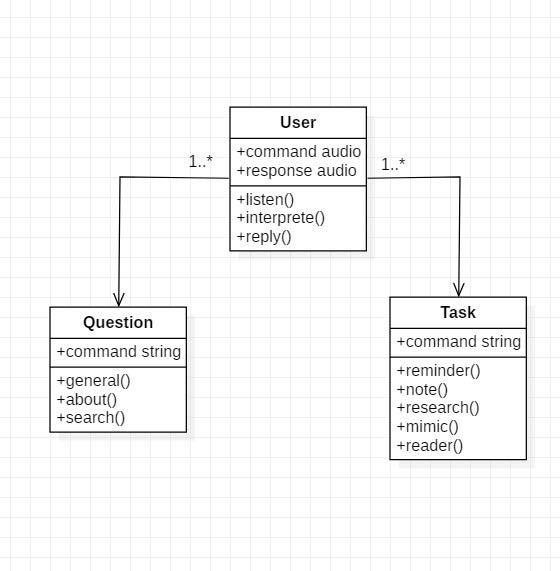 User
+command audio
+response audio
1..*
1..*
+listen()
+interprete()
+reply()
Question
+command string
+general()
+about()
+search()
Task
+command string
+reminder()
+note()
+research()
+mimic()
+reader()